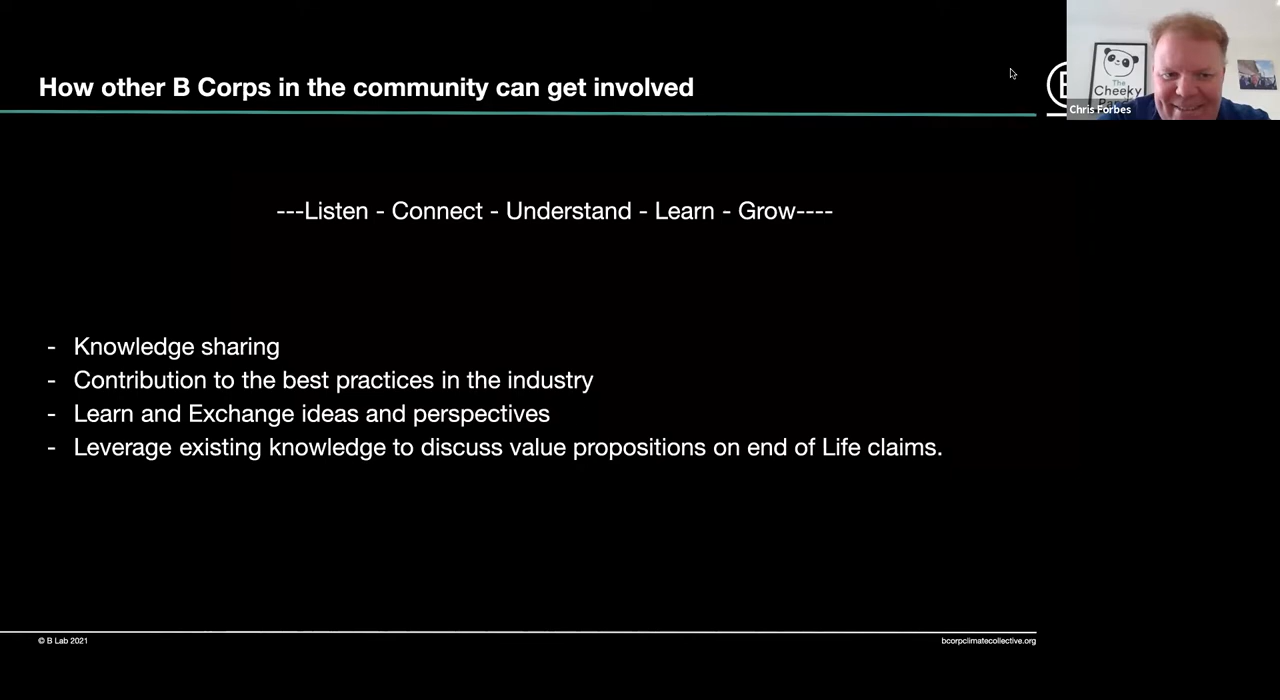 How other B Corps in the community can get involved
The
Cheeky
Chris Forbes
---Listen - Connect - Understand - Learn - Grow----
- Knowledge sharing
- Contribution to the best practices in the industry
- Learn and Exchange ideas and perspectives
- Leverage existing knowledge to discuss value propositions on end of Life claims.
© B Lab 2021
bcorpclimatecollective.org